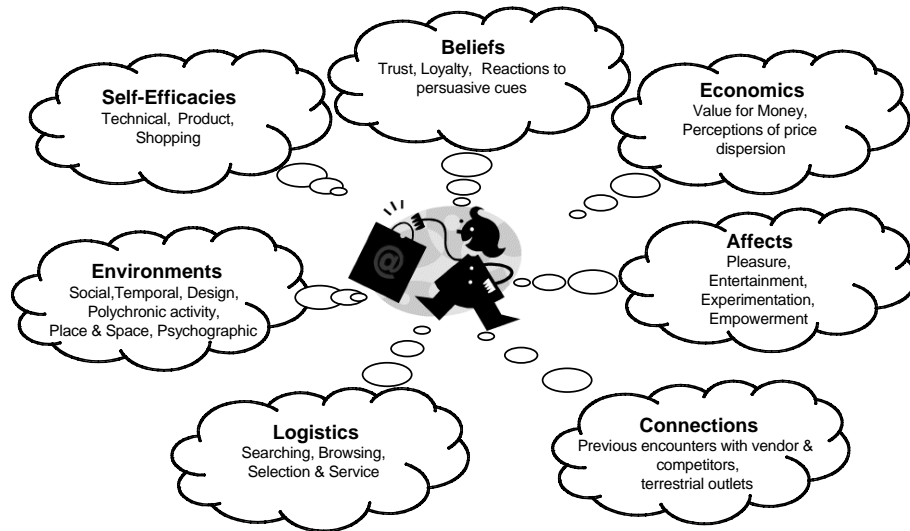 Beliefs
Trust, Loyalty, Reactions to
persuasive cues
Self-Efficacies
Technical, Product,
Shopping
Economics
Value for Money,
Perceptions of price
dispersion
Environments
Social,Temporal, Design,
Polychronic activity,
Place & Space, Psychographic
@
Affects
Pleasure,
Entertainment,
Experimentation,
Empowerment
Logistics
Searching, Browsing,
Selection & Service
Connections
Previous encounters with vendor &
competitors,
terrestrial outlets